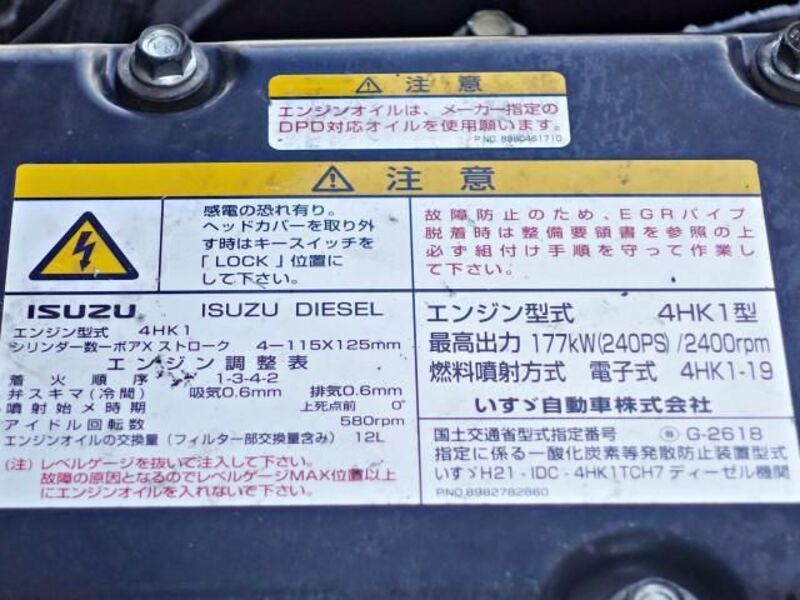 ⚠ 注意
エンジンオイルは、メーカー指定の
DPD対応オイルを使用願います。
P.NO. 8980461710
⚠ 注意
感電の恐れ有り。
ヘッドカバーを取り外
す時はキースイッチを
「LOCK」位置に
して下さい。
故障防止のため、EGRパイプ
脱着時は整備要領書を参照の上
必ず組付け手順を守って作業し
て下さい。
ISUZU ISUZU DIESEL
エンジン型式 4HK1
シリンダー数ーボアXストローク 4ー115X125mm
エンジン調整表
着火順序 1-3-4-2
弁スキマ(冷間) 吸気0.6mm 排気0.6mm
噴射始メ時期 上死点前 0°
アイドル回転数 580rpm
エンジンオイルの交換量(フィルター部交換量含み) 12L
(注)レベルゲージを抜いて注入して下さい。
故障の原因となるのでレベルゲージMAX位置以上
にエンジンオイルを入れないで下さい。
エンジン型式 4HK1型
最高出力 177kW(240PS)/2400rpm
燃料噴射方式 電子式 4HK1-19
いすゞ自動車株式会社
国土交通省型式指定番号 G-2618
指定に係る一酸化炭素等発散防止装置型式
いすゞH21-IDC-4HK1TCH7ディーゼル機関
P.NO.8982782860